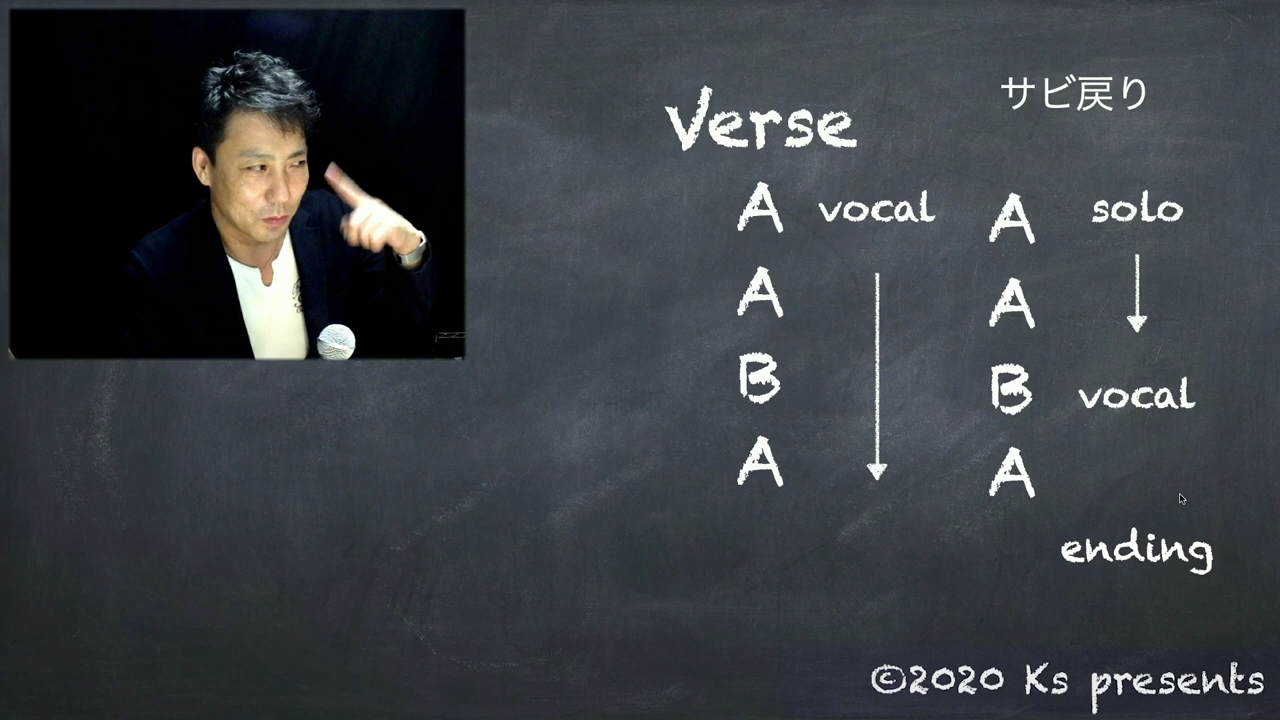 Verse
サビ戻り
A vocal A solo
A A
B B vocal
A A
ending
©2020 Ks presents